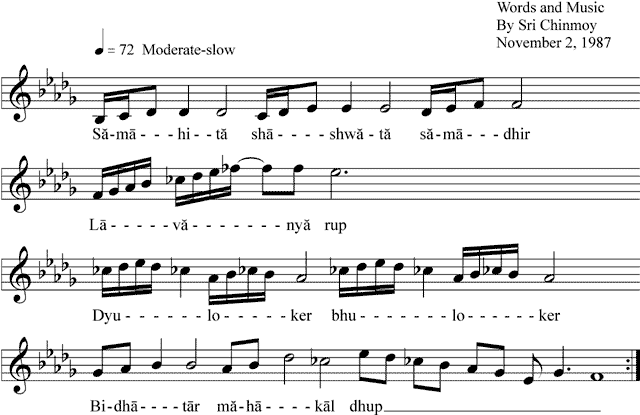 Words and Music
By Sri Chinmoy
November 2, 1987
= 72 Moderate-slow
Să-mā----hi--tă shā-----shwă-tă să-mā----dhir
Lā------vă--------nyă rup
Dyu------lo----ker bhu-------lo----ker
Bi-dhā----tār mă-hā----kāl dhup